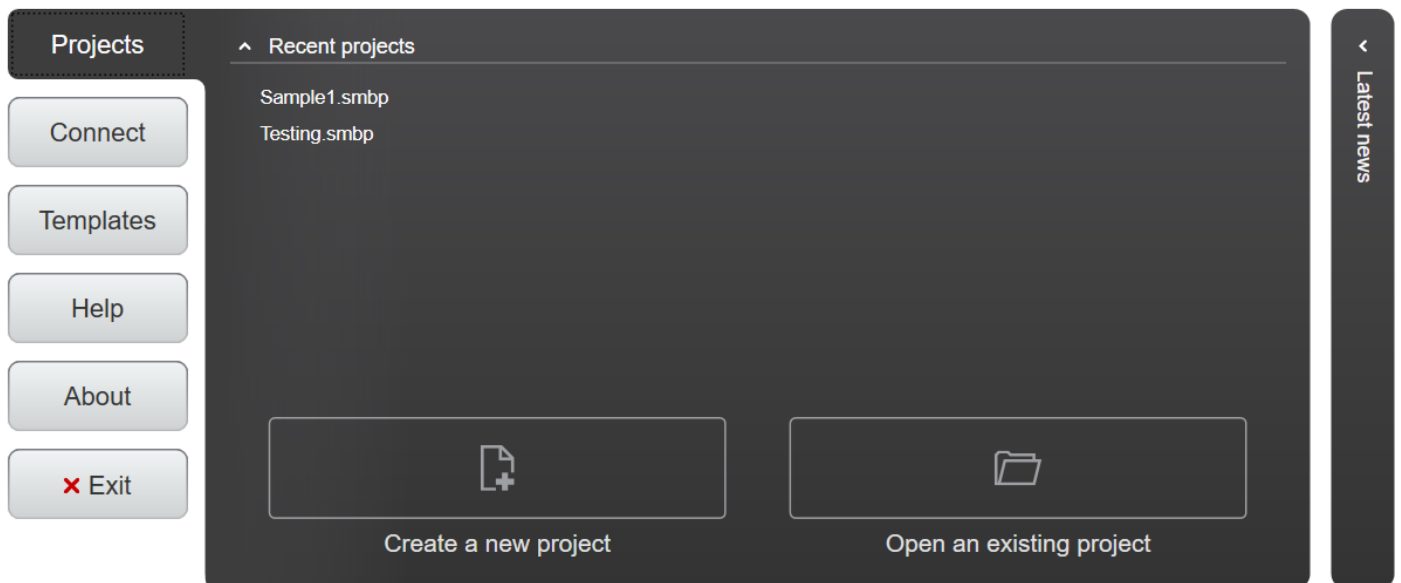 Projects
Connect
Templates
Help
About
Exit
Recent projects
Sample1.smbp
Testing.smbp
Create a new project
Open an existing project
Latest news